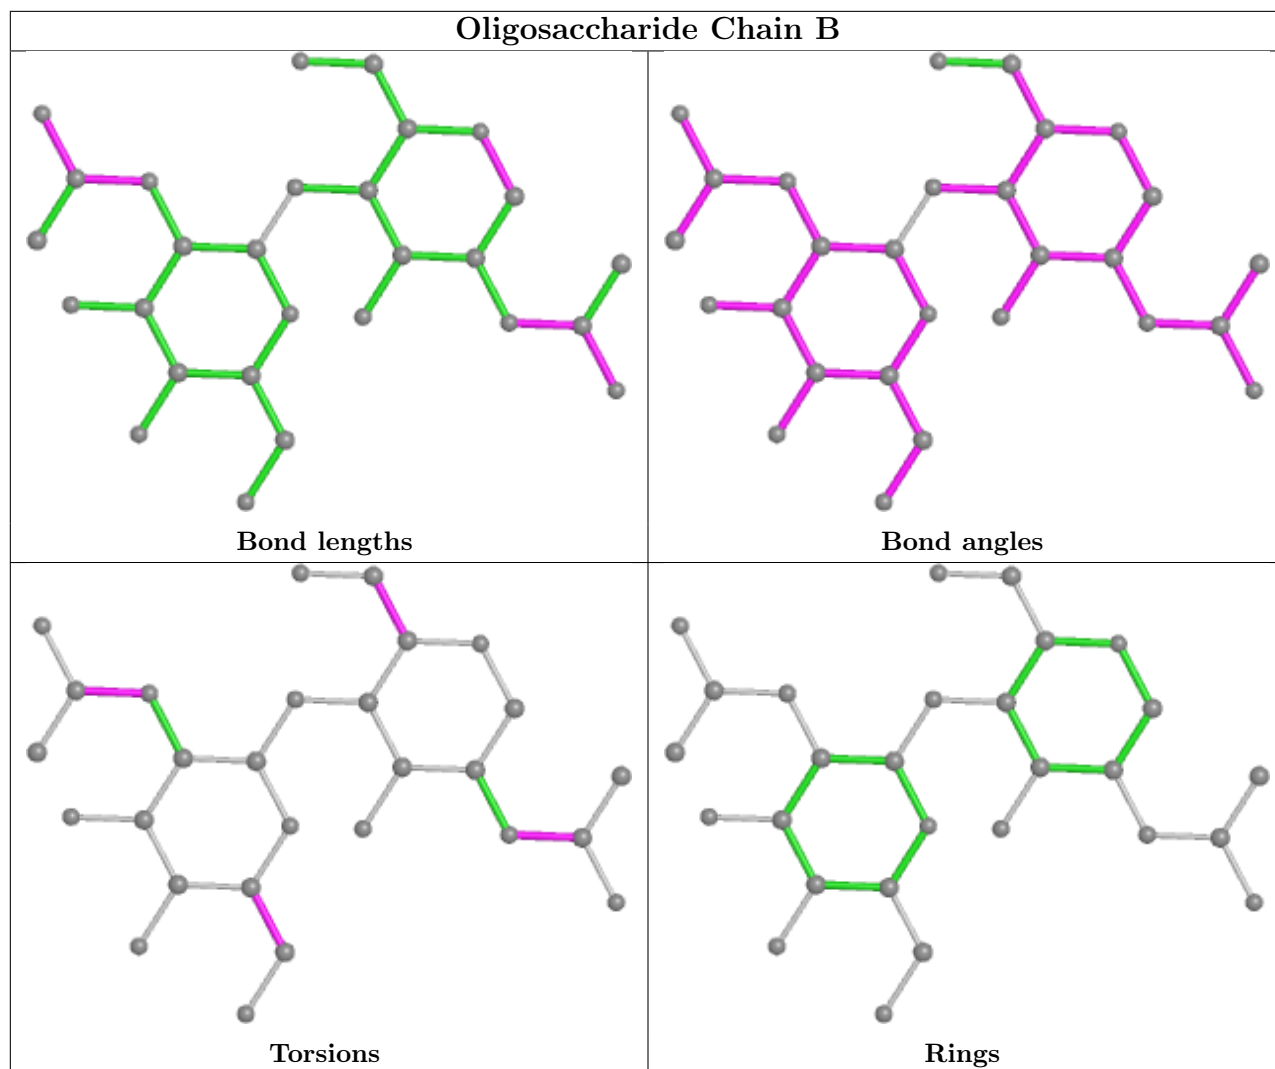 Oligosaccharide Chain B
Bond lengths
Bond angles
Torsions
Rings